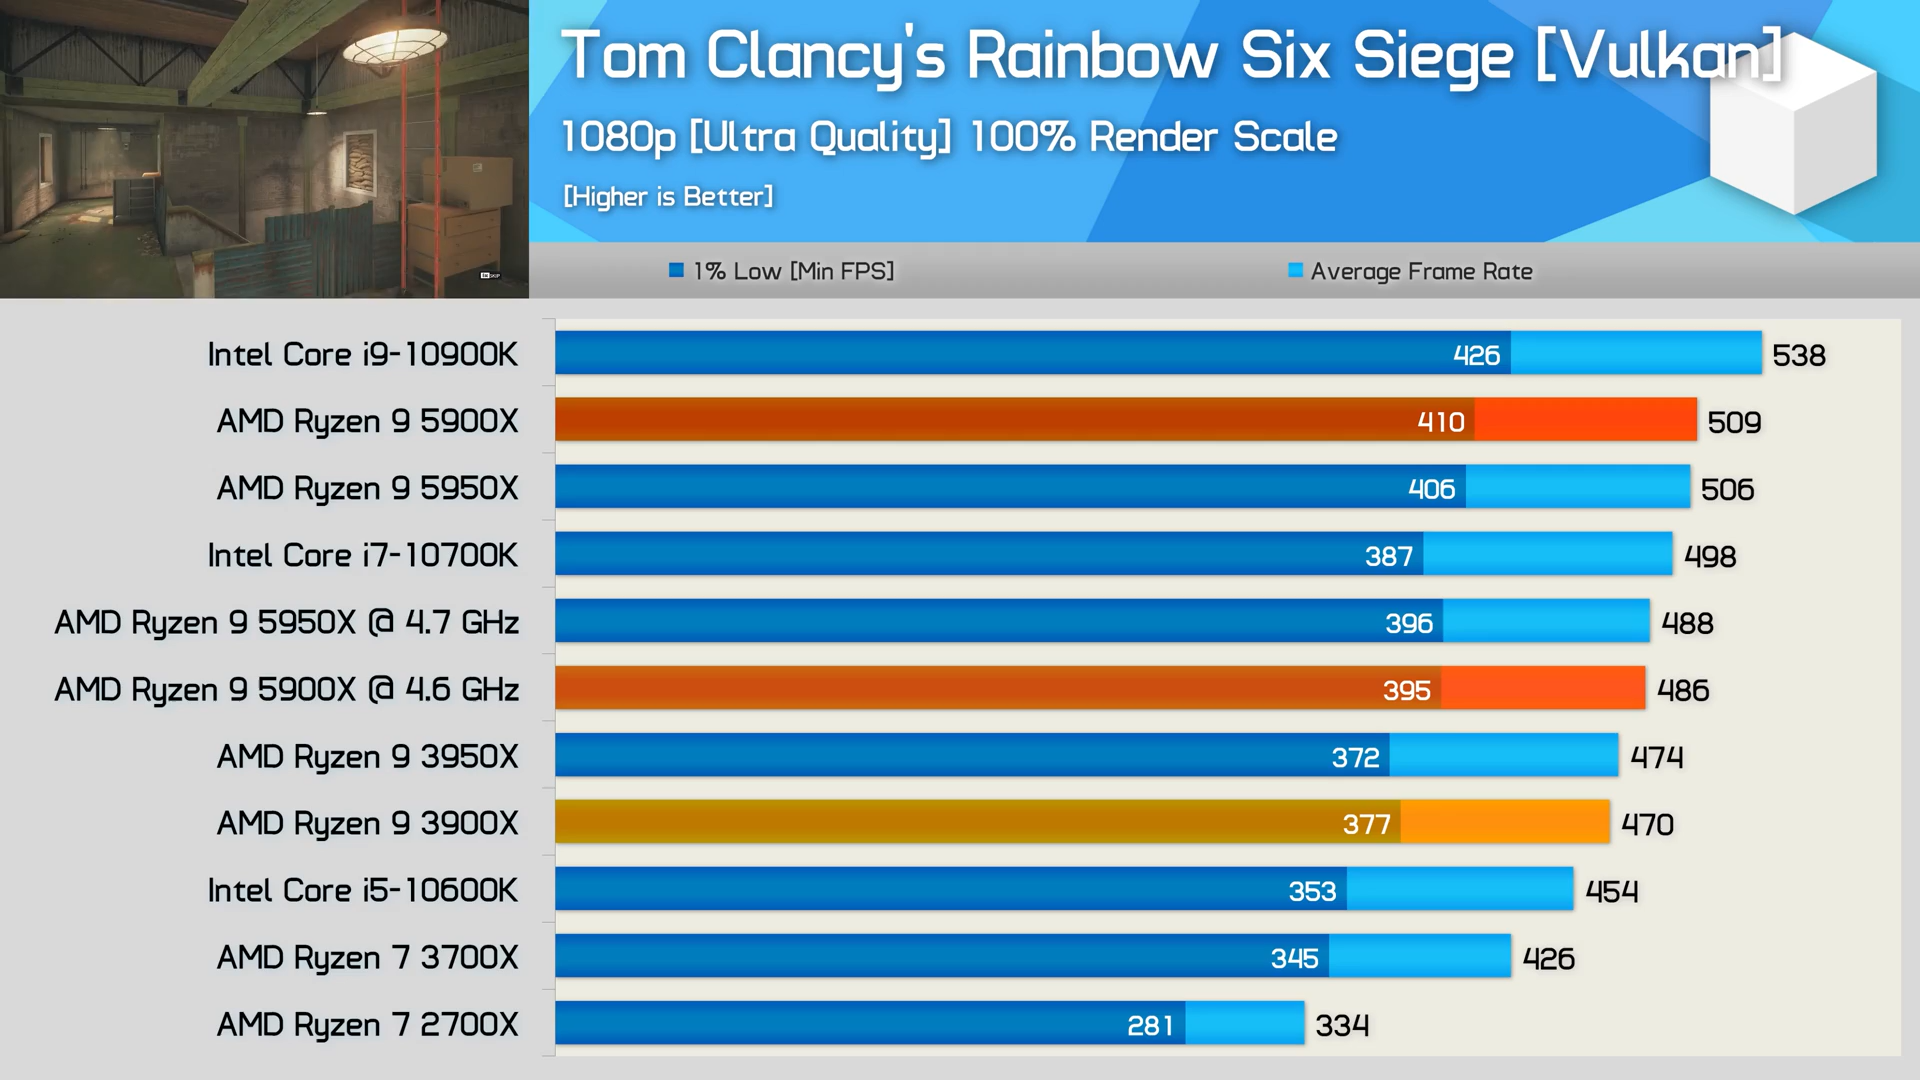 Tom Clancy's Rainbow Six Siege [Vulkan]
1080p [Ultra Quality] 100% Render Scale
[Higher is Better]
1% Low [Min FPS]
Average Frame Rate
Intel Core i9-10900K 426 538
AMD Ryzen 9 5900X 410 509
AMD Ryzen 9 5950X 406 506
Intel Core i7-10700K 387 498
AMD Ryzen 9 5950X @ 4.7 GHz 396 488
AMD Ryzen 9 5900X @ 4.6 GHz 395 486
AMD Ryzen 9 3950X 372 474
AMD Ryzen 9 3900X 377 470
Intel Core i5-10600K 353 454
AMD Ryzen 7 3700X 345 426
AMD Ryzen 7 2700X 281 334